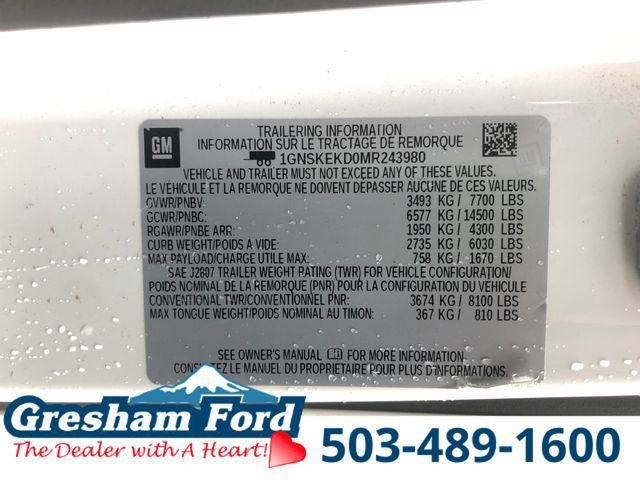 GM
TRAILERING INFORMATION
INFORMATION SUR LE TRACTAGE DE REMORQUE
1GNSKEKD0MR243980
VEHICLE AND TRAILER MUST NOT EXCEED ANY OF THESE VALUES.
LE VÉHICULE ET LA REMORQUE NE DOIVENT DÉPASSER AUCUNE DE CES VALEURS.
GVWR/PNBV: 3493 KG / 7700 LBS
GCWR/PNBC: 6577 KG / 14500 LBS
RGAWR/PNBE ARR: 1950 KG / 4300 LBS
CURB WEIGHT/POIDS À VIDE: 2735 KG / 6030 LBS
MAX PAYLOAD/CHARGE UTILE MAX: 758 KG / 1670 LBS
SAE J2807 TRAILER WEIGHT RATING (TWR) FOR VEHICLE CONFIGURATION/
POIDS NOMINAL DE LA REMORQUE (PNR) POUR LA CONFIGURATION DU VÉHICULE
CONVENTIONAL TWR/CONVENTIONNEL PNR: 3674 KG / 8100 LBS
MAX TONGUE WEIGHT/POIDS NOMINAL AU TIMON: 367 KG / 810 LBS
SEE OWNER'S MANUAL FOR MORE INFORMATION
CONSULTEZ LE MANUEL DU PROPRIÉTAIRE POUR PLUS D'INFORMATIONS.
Gresham Ford
The Dealer with A Heart!
503-489-1600